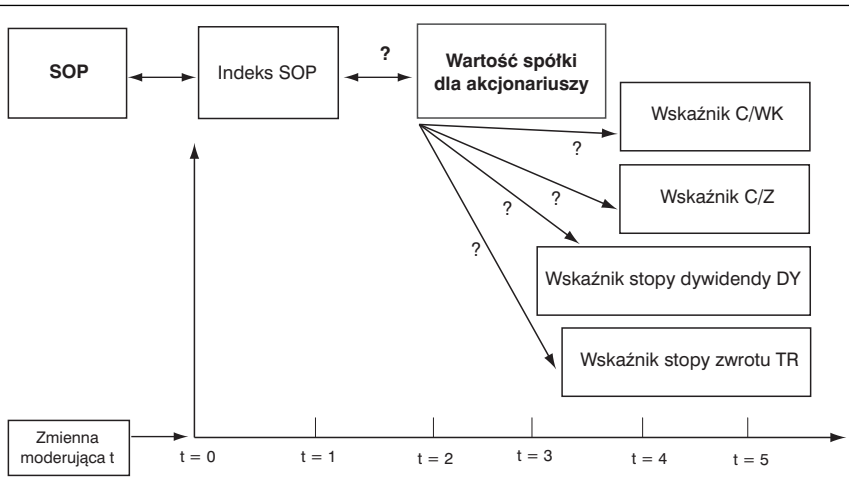 SOP
Indeks SOP
?
Wartość spółki
dla akcjonariuszy
Wskaźnik C/WK
?
Wskaźnik C/Z
?
?
Wskaźnik stopy dywidendy DY
?
Wskaźnik stopy zwrotu TR
Zmienna
moderująca t
t = 0
t = 1
t = 2
t = 3
t = 4
t = 5